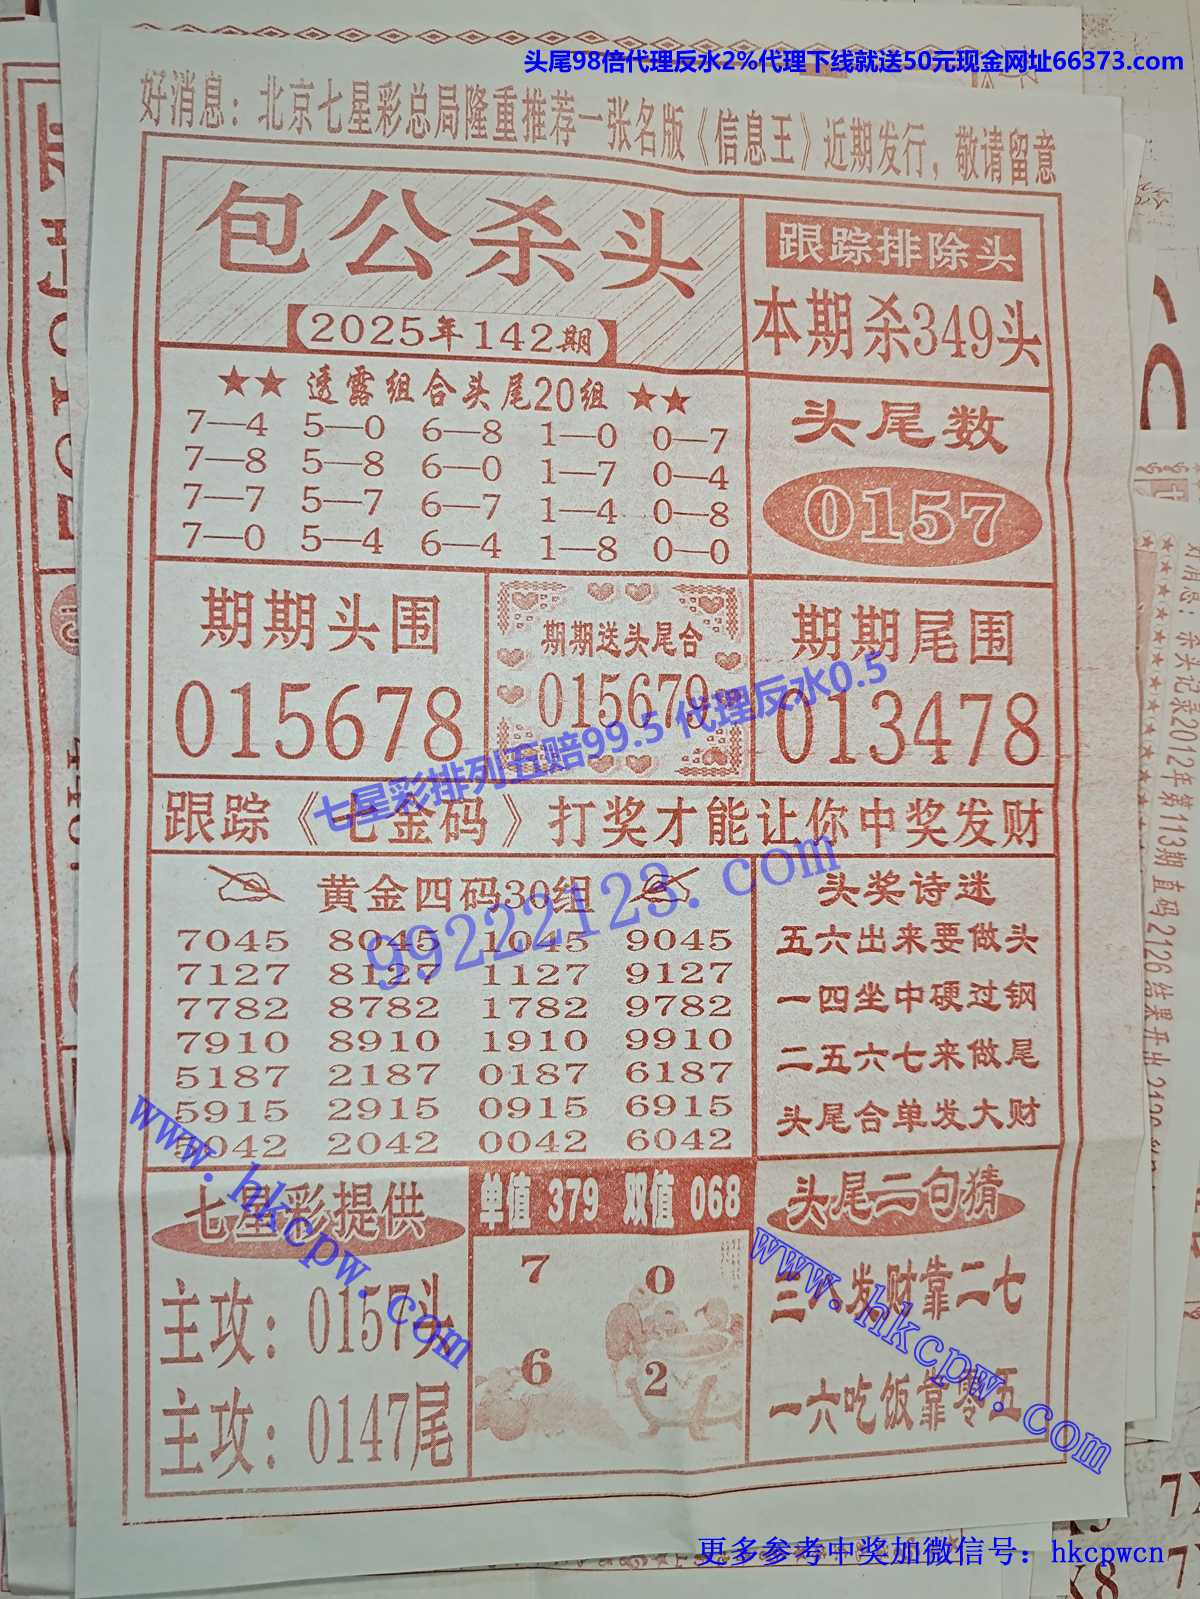 头尾98倍代理反水2%代理下线就送50元现金网址66373.com
好消息：北京七星彩总局隆重推荐一张名版《信息王》近期发行，敬请留意
包公杀头
2025年142期
跟踪排除头
本期杀349头
★★ 透露组合头尾20组 ★★
7—4 5—0 6—8 1—0 0—7
7—8 5—8 6—0 1—7 0—4
7—7 5—7 6—7 1—4 0—8
7—0 5—4 6—4 1—8 0—0
头尾数
0157
期期头围
015678
期期送头尾合
015679
期期尾围
013478
七星彩排列五赔99.5 代理反水0.5
跟踪《七金码》打奖才能让你中奖发财
99222123.com
黄金四码30组
7045 8045 1045 9045
7127 8127 1127 9127
7782 8782 1782 9782
7910 8910 1910 9910
5187 2187 0187 6187
5915 2915 0915 6915
5042 2042 0042 6042
头奖诗迷
五六出来要做头
一四坐中硬过钢
二五六七来做尾
头尾合单发大财
七星彩提供
主攻：0157头
主攻：0147尾
单值 379 双值 068
7 0
6 2
头尾二句猜
三八发财靠二七
一六吃饭靠零五
www.hkcpw.com
www.hkcpw.com
更多参考中奖加微信号：hkcpwcn